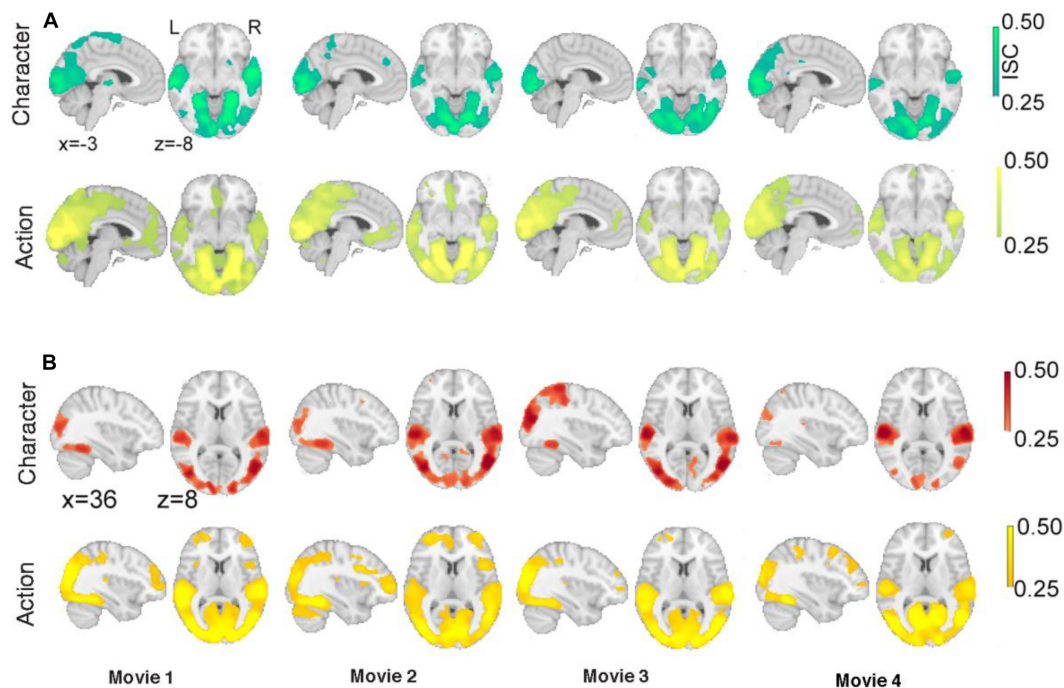 A
L R
Character
x=-3 z=-8
0.50
ISC
0.25
Action
0.50
0.25
B
Character
x=36 z=8
0.50
0.25
Action
0.50
0.25
Movie 1 Movie 2 Movie 3 Movie 4